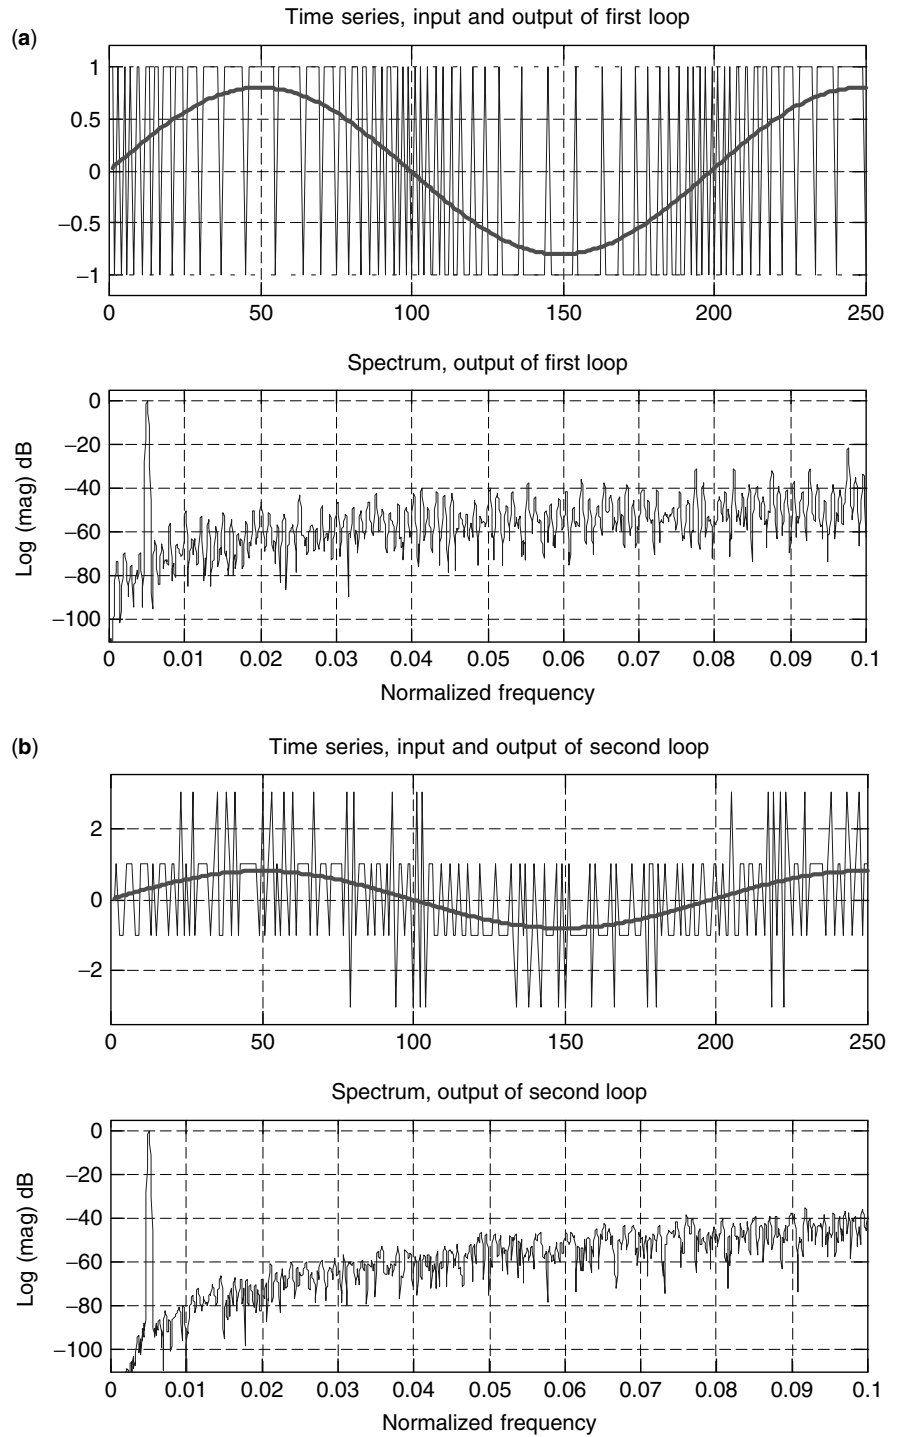 (a)
Time series, input and output of first loop
1
0.5
0
−0.5
−1
0 50 100 150 200 250
Spectrum, output of first loop
Log (mag) dB
0
−20
−40
−60
−80
−100
0 0.01 0.02 0.03 0.04 0.05 0.06 0.07 0.08 0.09 0.1
Normalized frequency
(b)
Time series, input and output of second loop
2
0
−2
0 50 100 150 200 250
Spectrum, output of second loop
Log (mag) dB
0
−20
−40
−60
−80
−100
0 0.01 0.02 0.03 0.04 0.05 0.06 0.07 0.08 0.09 0.1
Normalized frequency